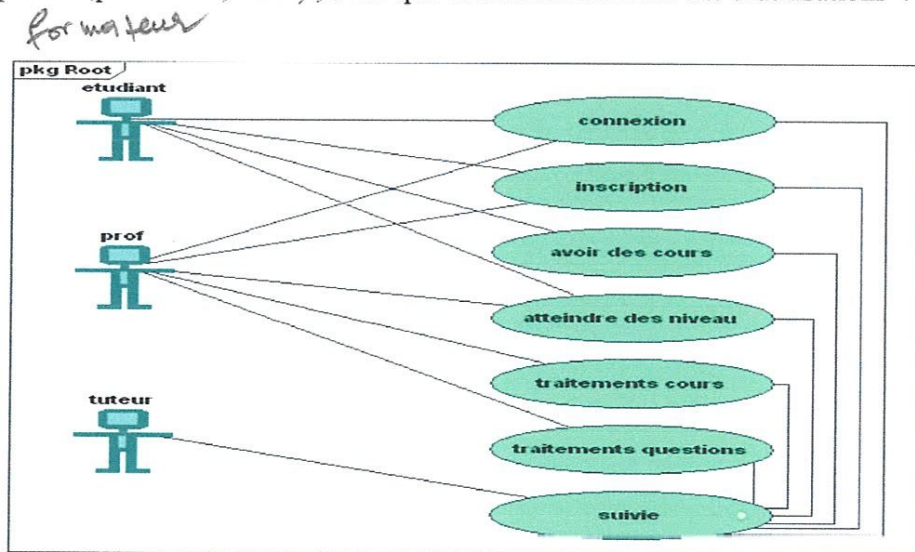 formateur
pkg Root
etudiant
connexion
inscription
prof
avoir des cours
atteindre des niveau
traitements cours
tuteur
traitements questions
suivie